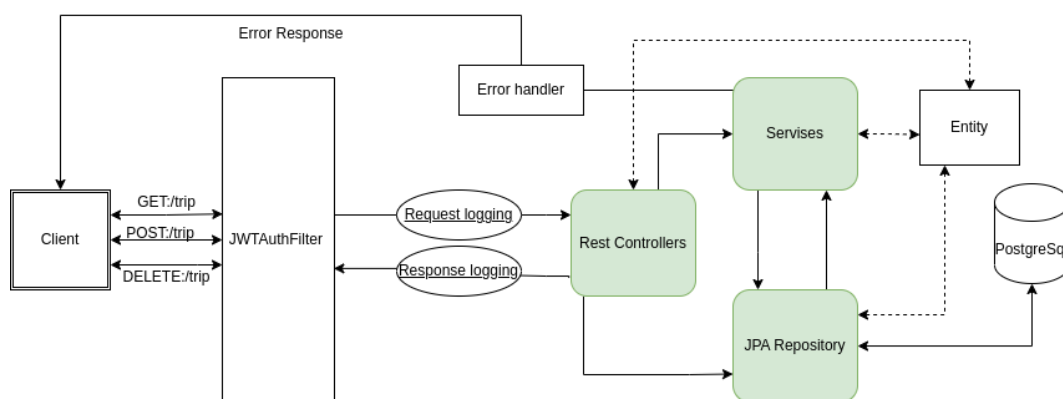 Error Response
Error handler
Servises
Entity
GET:/trip
Request logging
Client
POST:/trip
JWTAuthFilter
Rest Controllers
PostgreSq
Response logging
DELETE:/trip
JPA Repository